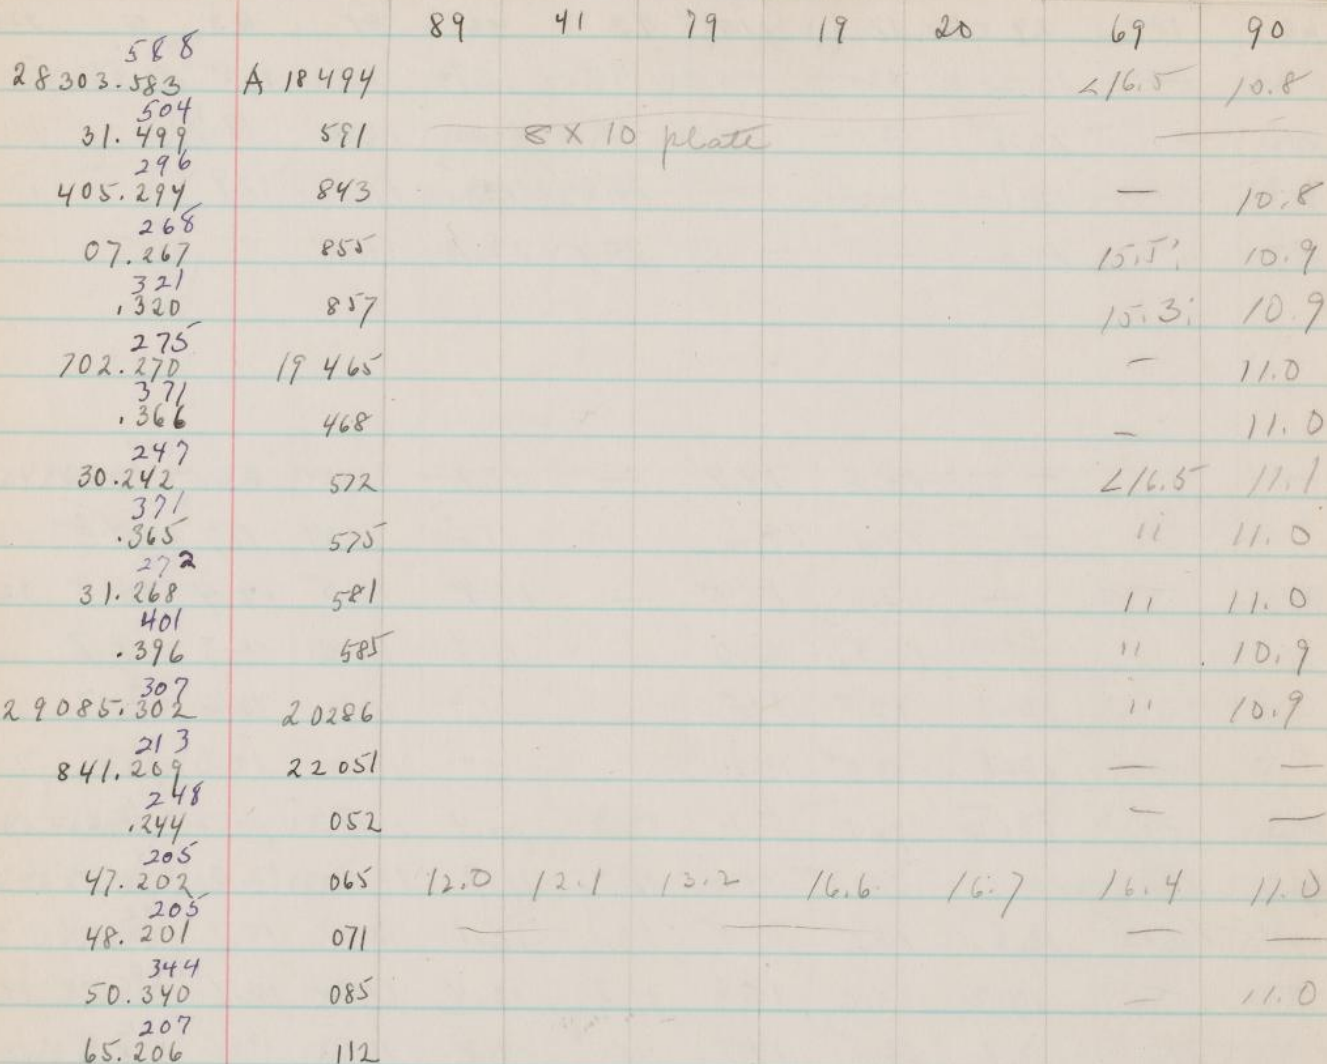 89 41 79 19 20 69 90
588
28303.583 A 18494 <16.5 10.8
504
31.499 591 8 X 10 plate —
296
405.294 843 — 10.8
268
07.267 855 15.5: 10.9
321
.320 857 15.3: 10.9
275
702.270 19 465 — 11.0
371
.366 468 — 11.0
247
30.242 572 <16.5 11.1
371
.365 575 " 11.0
272
31.268 581 " 11.0
401
.396 585 " 10.9
307
29085.302 20286 " 10.9
213
841.209 22051 — —
248
.244 052 — —
205
47.202 065 12.0 12.1 13.2 16.6 16.7 16.4 11.0
205
48.201 071 — — — —
344
50.340 085 — 11.0
207
65.206 112